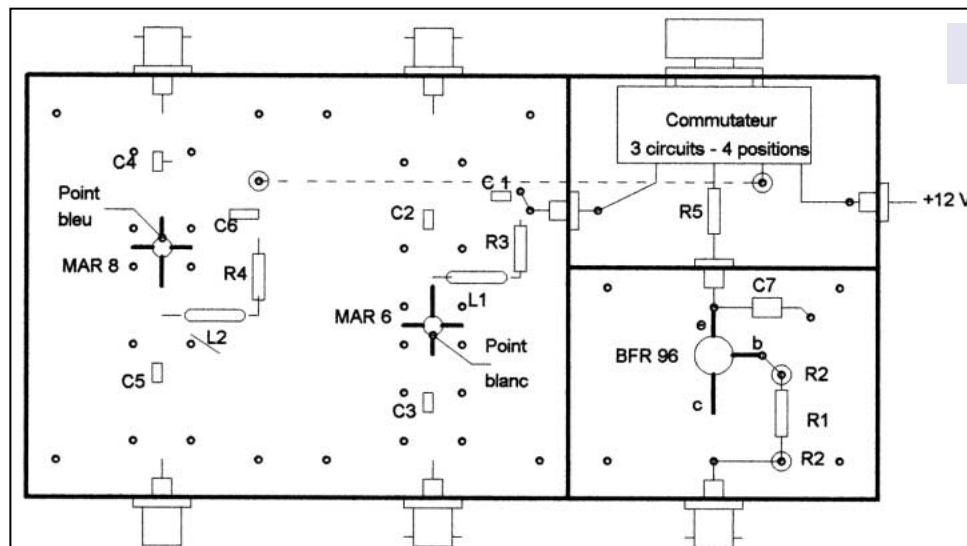 Commutateur
3 circuits - 4 positions
C4
Point
bleu
C 1
+12 V
R5
C2
C6
R3
MAR 8
R4
C7
L1
MAR 6
e
L2
b
Point
blanc
BFR 96
R2
C5
C3
c
R1
R2